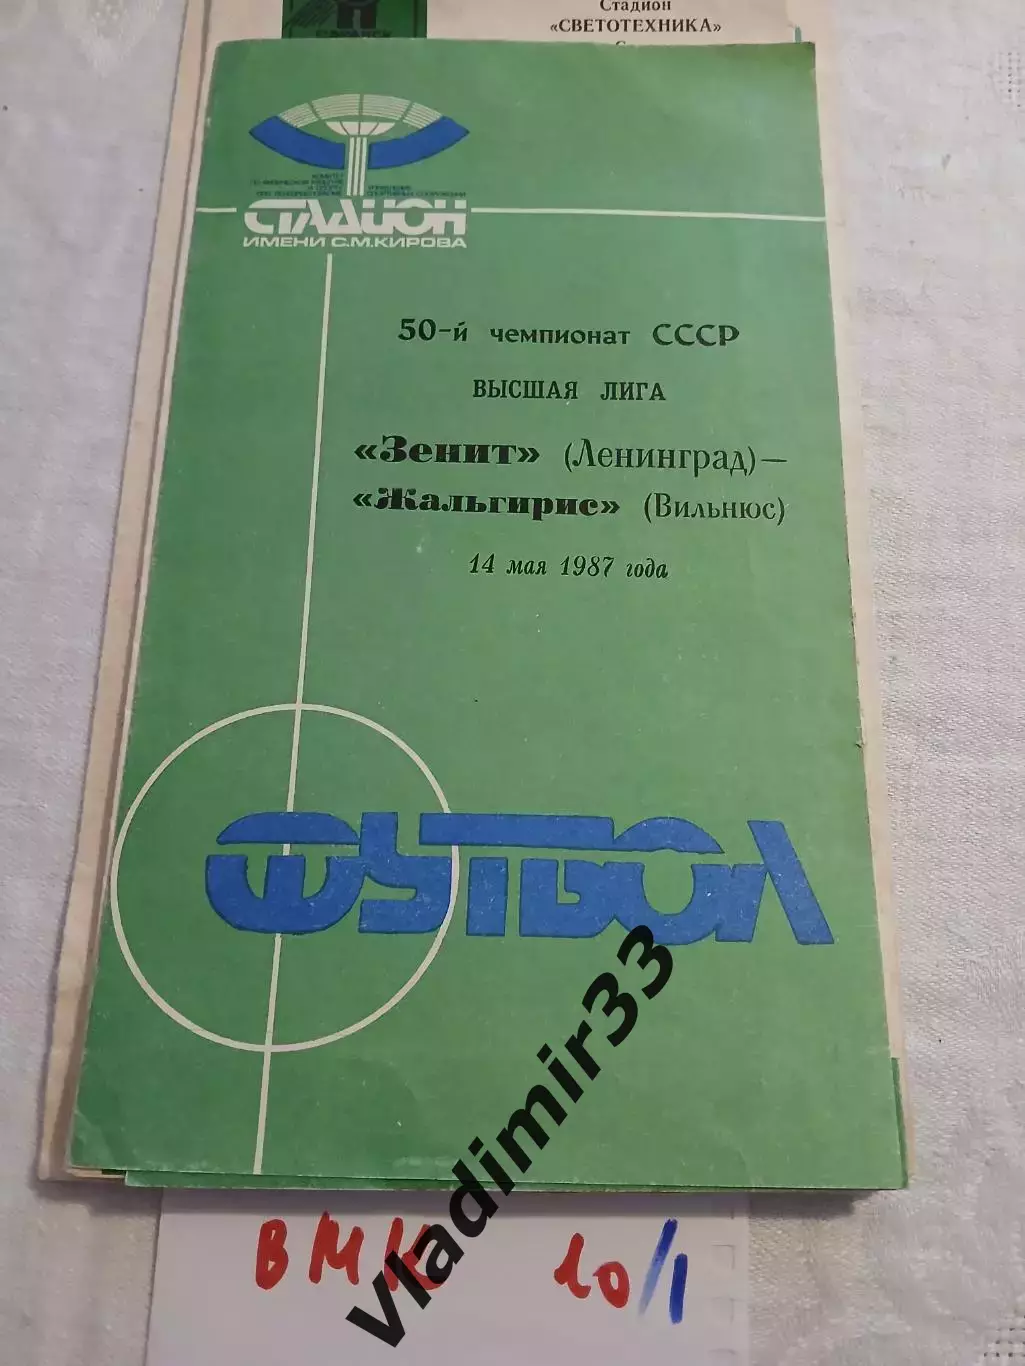 Стадион
«СВЕТОТЕХНИКА»
СТАДИОН
ИМЕНИ С.М.КИРОВА
50-й чемпионат СССР
ВЫСШАЯ ЛИГА
«Зенит» (Ленинград)—
«Жальгирис» (Вильнюс)
14 мая 1987 года
ФУТБОЛ
vladimir33
ВМК 10/1